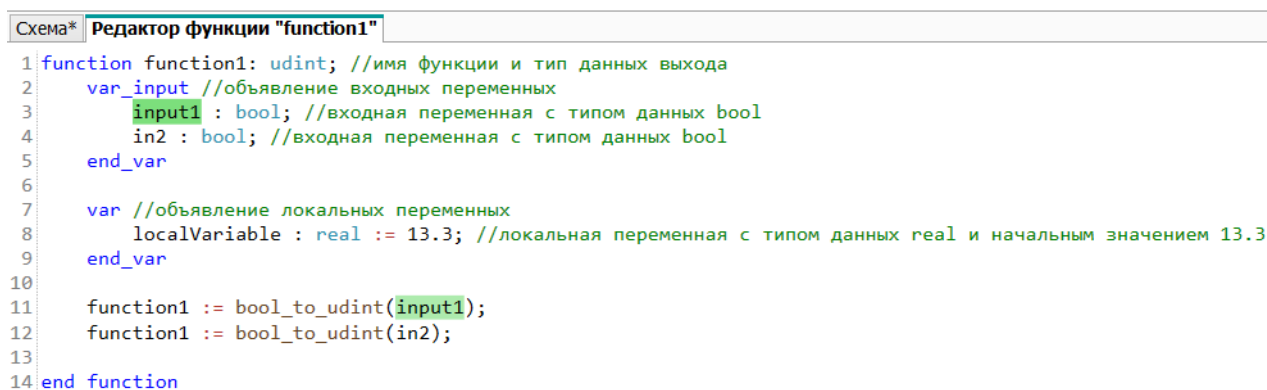 Схема* Редактор функции "function1"
1 function function1: udint; //имя функции и тип данных выхода
2 var_input //объявление входных переменных
3 input1 : bool; //входная переменная с типом данных bool
4 in2 : bool; //входная переменная с типом данных bool
5 end_var
6
7 var //объявление локальных переменных
8 localVariable : real := 13.3; //локальная переменная с типом данных real и начальным значением 13.3
9 end_var
10
11 function1 := bool_to_udint(input1);
12 function1 := bool_to_udint(in2);
13
14 end function